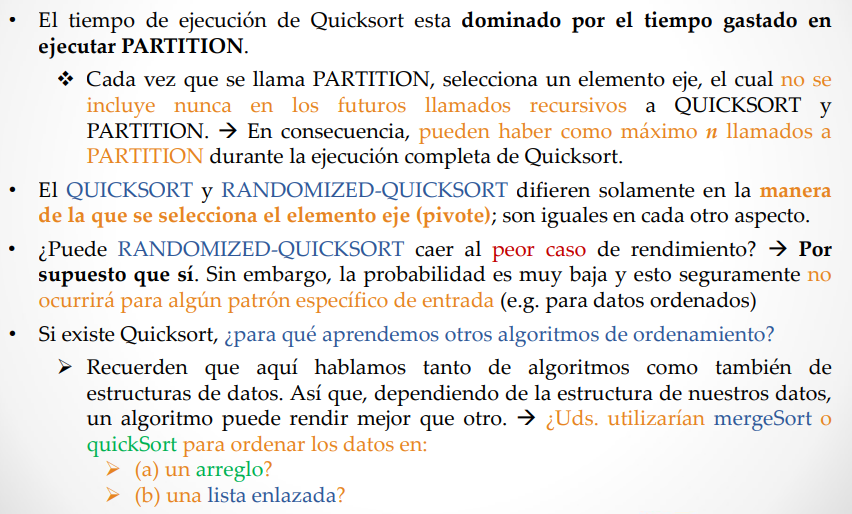 • El tiempo de ejecución de Quicksort esta dominado por el tiempo gastado en
ejecutar PARTITION.
❖ Cada vez que se llama PARTITION, selecciona un elemento eje, el cual no se
incluye nunca en los futuros llamados recursivos a QUICKSORT y
PARTITION. → En consecuencia, pueden haber como máximo n llamados a
PARTITION durante la ejecución completa de Quicksort.
• El QUICKSORT y RANDOMIZED-QUICKSORT difieren solamente en la manera
de la que se selecciona el elemento eje (pivote); son iguales en cada otro aspecto.
• ¿Puede RANDOMIZED-QUICKSORT caer al peor caso de rendimiento? → Por
supuesto que sí. Sin embargo, la probabilidad es muy baja y esto seguramente no
ocurrirá para algún patrón específico de entrada (e.g. para datos ordenados)
• Si existe Quicksort, ¿para qué aprendemos otros algoritmos de ordenamiento?
➢ Recuerden que aquí hablamos tanto de algoritmos como también de
estructuras de datos. Así que, dependiendo de la estructura de nuestros datos,
un algoritmo puede rendir mejor que otro. → ¿Uds. utilizarían mergeSort o
quickSort para ordenar los datos en:
➢ (a) un arreglo?
➢ (b) una lista enlazada?